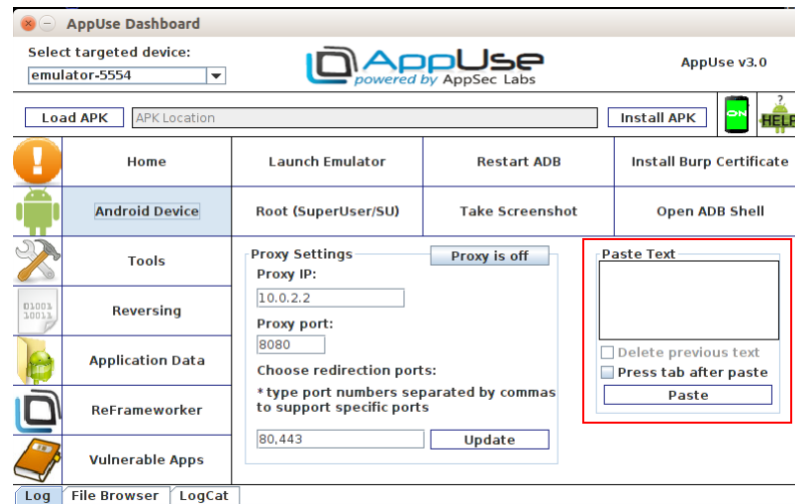 AppUse Dashboard
Select targeted device:
emulator-5554
AppUse
powered by AppSec Labs
AppUse v3.0
Load APK
APK Location
Install APK
ON
?
HELP
Home
Launch Emulator
Restart ADB
Install Burp Certificate
Android Device
Root (SuperUser/SU)
Take Screenshot
Open ADB Shell
Tools
Reversing
Application Data
ReFrameworker
Vulnerable Apps
01001
10011
Proxy Settings
Proxy is off
Proxy IP:
10.0.2.2
Proxy port:
8080
Choose redirection ports:
* type port numbers separated by commas
to support specific ports
80,443
Update
Paste Text
Delete previous text
Press tab after paste
Paste
Log
File Browser
LogCat